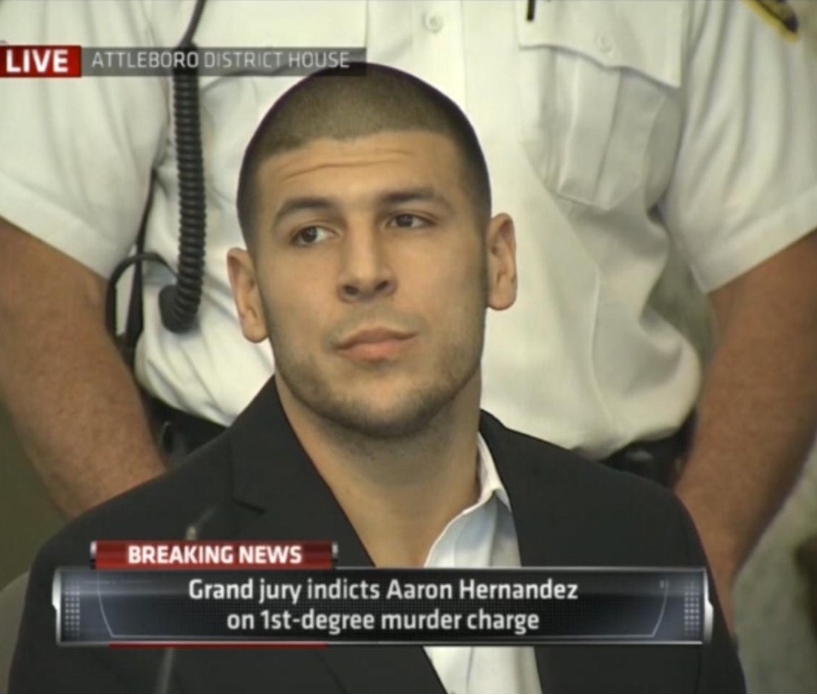 LIVE ATTLEBORO DISTRICT HOUSE
BREAKING NEWS
Grand jury indicts Aaron Hernandez
on 1st-degree murder charge